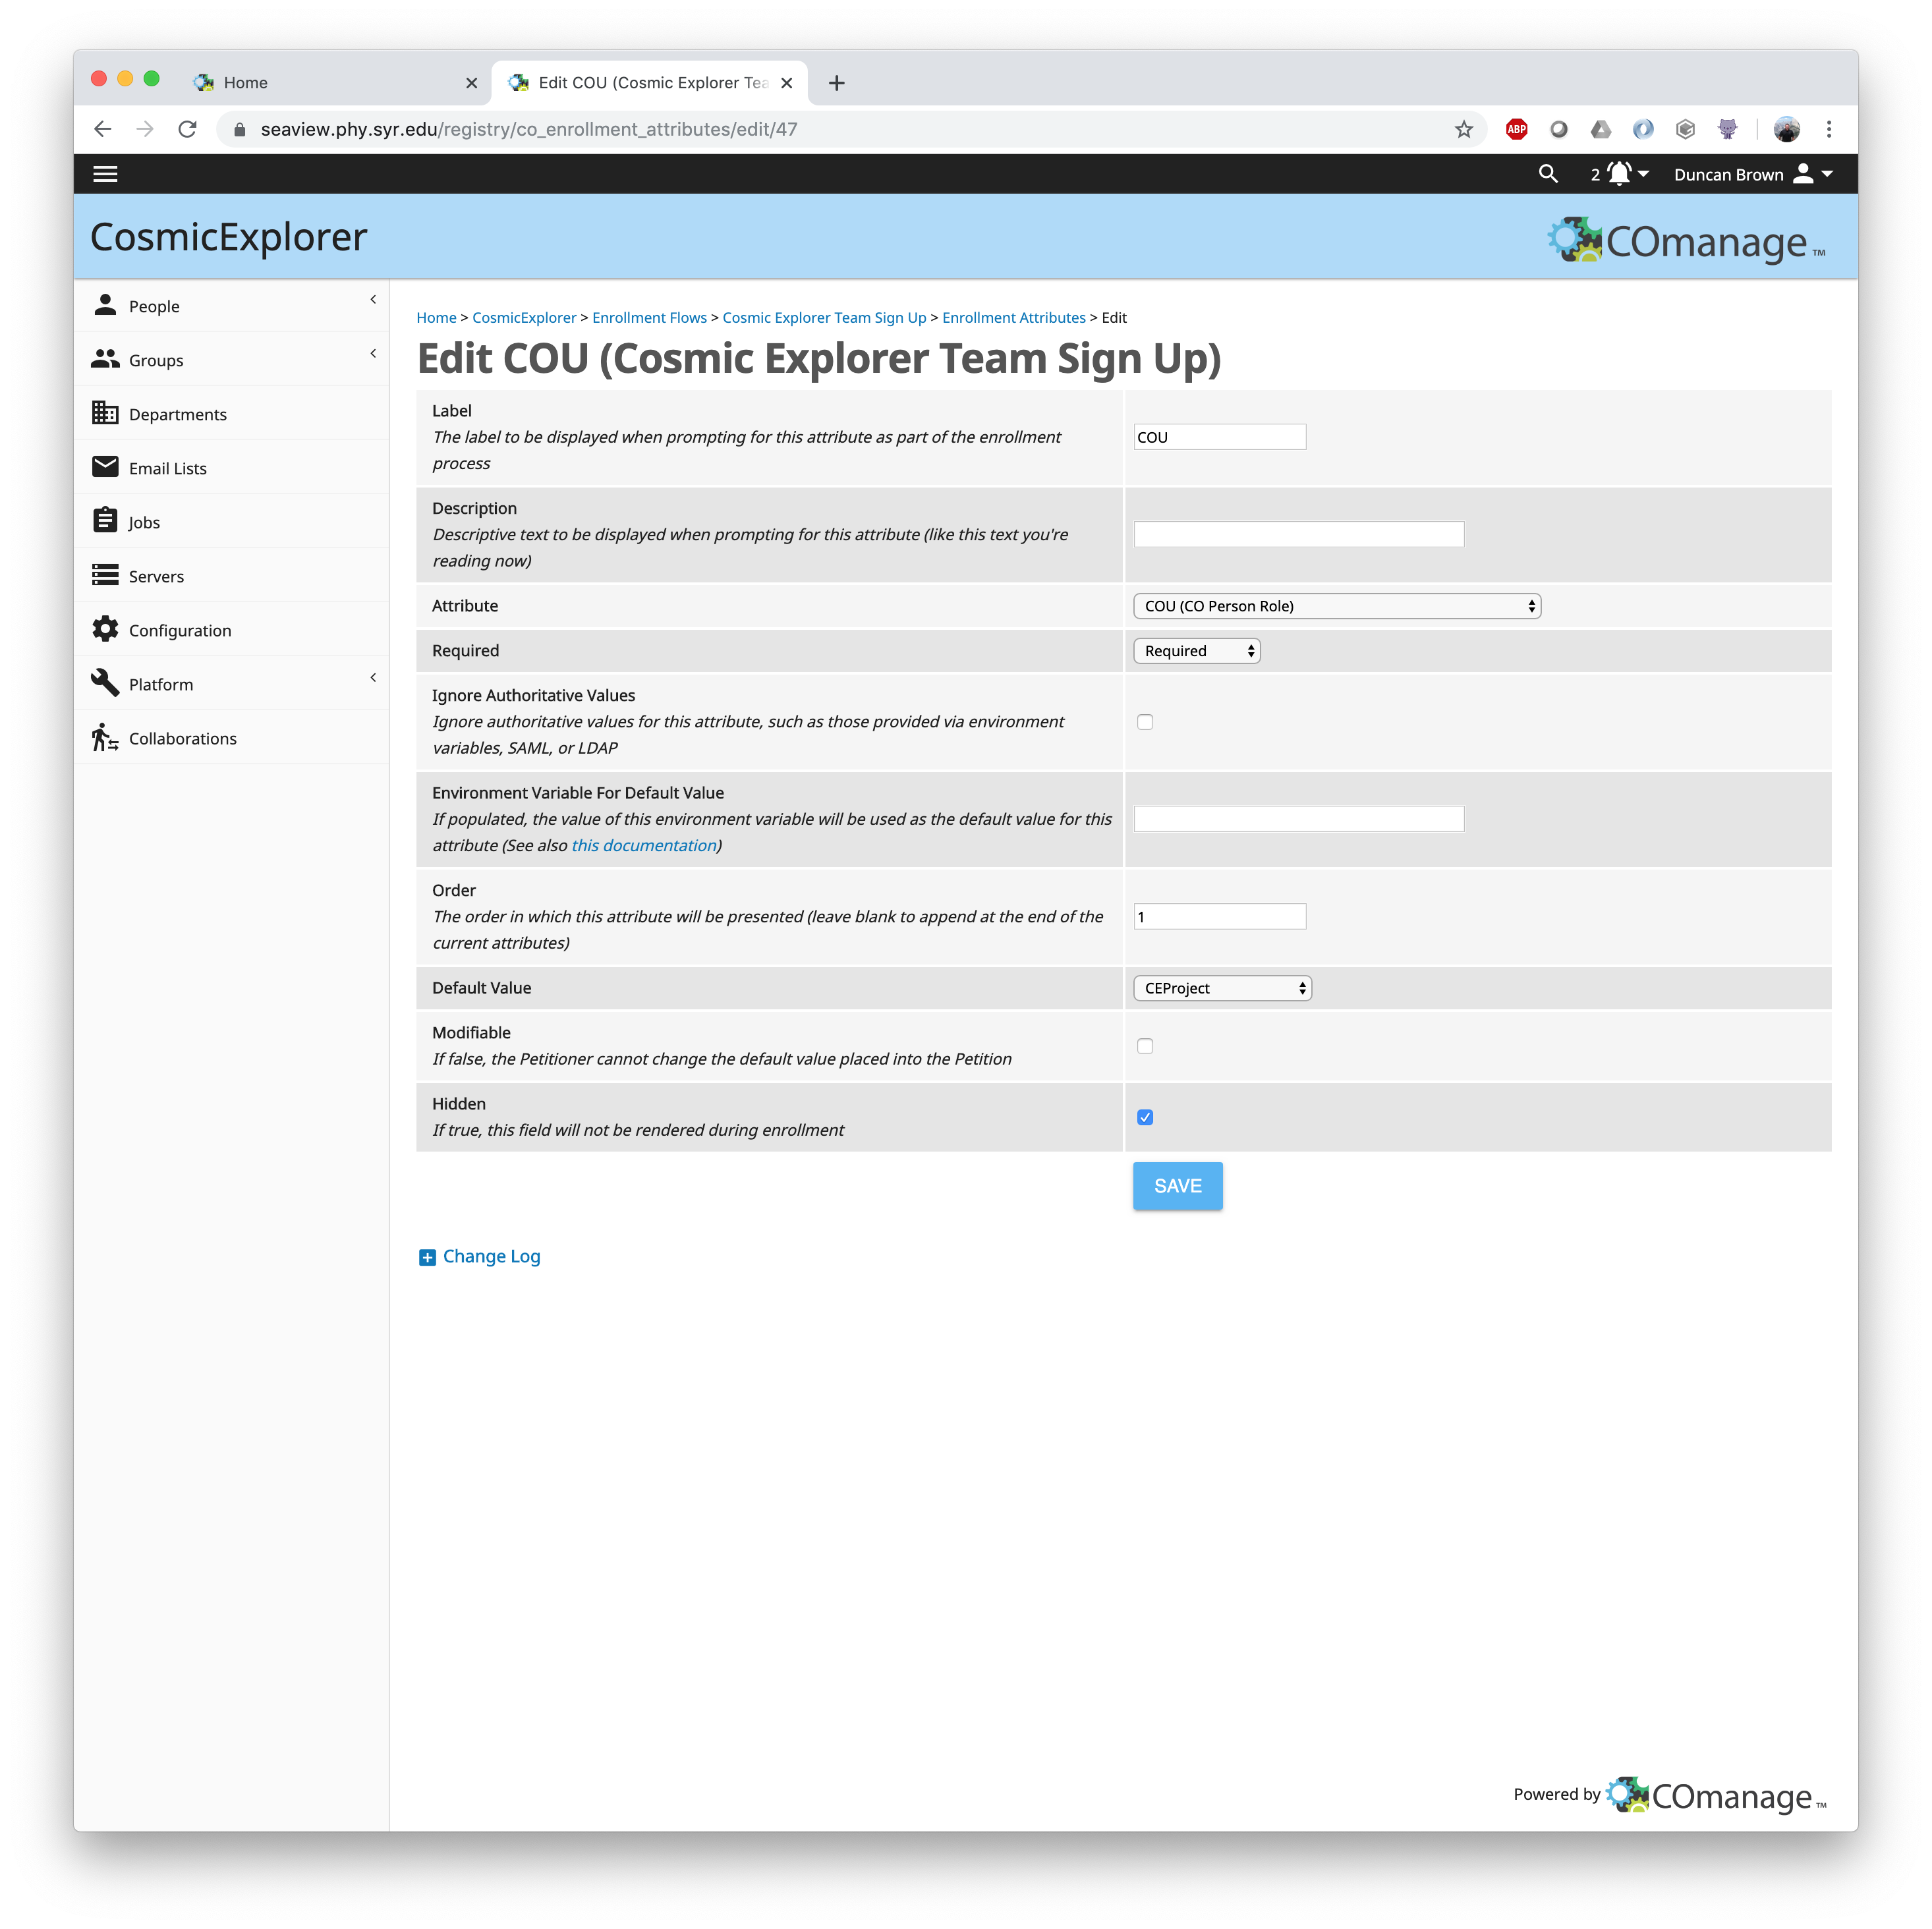 Home
Edit COU (Cosmic Explorer Tea
seaview.phy.syr.edu/registry/co_enrollment_attributes/edit/47
ABP
2
Duncan Brown
CosmicExplorer
COmanage TM
People
Groups
Departments
Email Lists
Jobs
Servers
Configuration
Platform
Collaborations
Home > CosmicExplorer > Enrollment Flows > Cosmic Explorer Team Sign Up > Enrollment Attributes > Edit
Edit COU (Cosmic Explorer Team Sign Up)
Label
The label to be displayed when prompting for this attribute as part of the enrollment
process
COU
Description
Descriptive text to be displayed when prompting for this attribute (like this text you're
reading now)
Attribute
COU (CO Person Role)
Required
Required
Ignore Authoritative Values
Ignore authoritative values for this attribute, such as those provided via environment
variables, SAML, or LDAP
Environment Variable For Default Value
If populated, the value of this environment variable will be used as the default value for this
attribute (See also this documentation)
Order
The order in which this attribute will be presented (leave blank to append at the end of the
current attributes)
1
Default Value
CEProject
Modifiable
If false, the Petitioner cannot change the default value placed into the Petition
Hidden
If true, this field will not be rendered during enrollment
SAVE
Change Log
Powered by COmanage TM